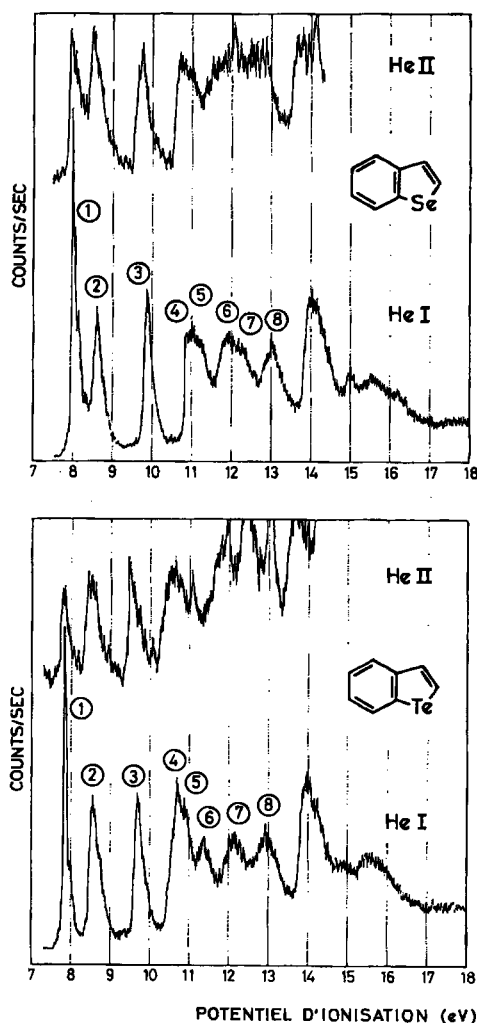 He II
Se
COUNTS/SEC
① ② ③ ④ ⑤ ⑥ ⑦ ⑧
He I
7 8 9 10 11 12 13 14 15 16 17 18
He II
Te
COUNTS/SEC
① ② ③ ④ ⑤ ⑥ ⑦ ⑧
He I
7 8 9 10 11 12 13 14 15 16 17 18
POTENTIEL D'IONISATION (eV)